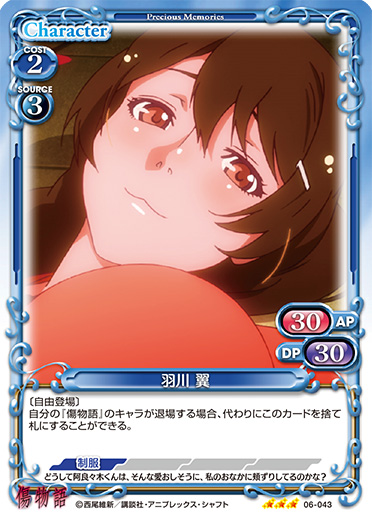 Precious Memories
Character
COST
2
SOURCE
3
30 AP
DP 30
羽川 翼
〔自由登場〕
自分の『傷物語』のキャラが退場する場合、代わりにこのカードを捨て
札にすることができる。
制服
どうして阿良々木くんは、そんな愛おしそうに、私のおなかに頬ずりしてるのかな?
傷物語
©西尾維新/講談社・アニプレックス・シャフト
★★★ 06-043